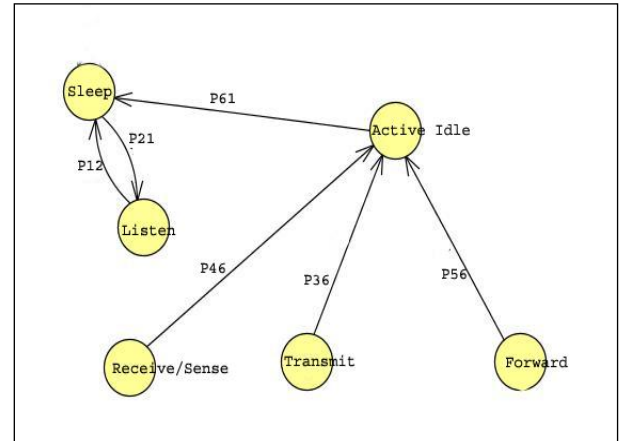 Sleep
P61
Active Idle
P21
P12
Listen
P46
P36
P56
Receive/Sense
Transmit
Forward